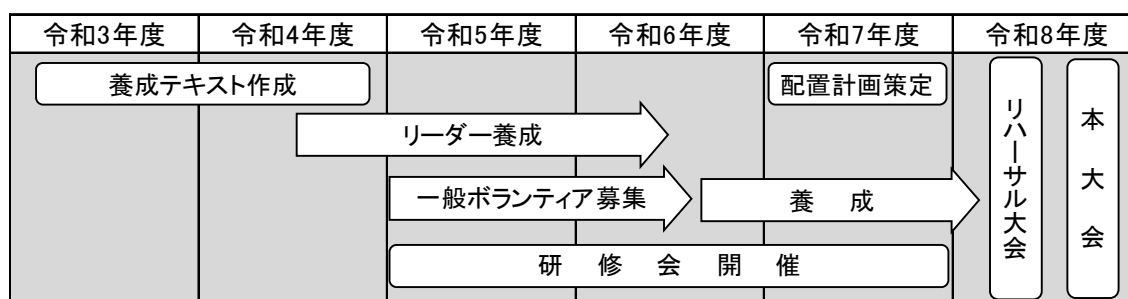 令和3年度 令和4年度 令和5年度 令和6年度 令和7年度 令和8年度
養成テキスト作成
配置計画策定
リーダー養成
一般ボランティア募集
養 成
研 修 会 開 催
リハーサル大会
本 大 会